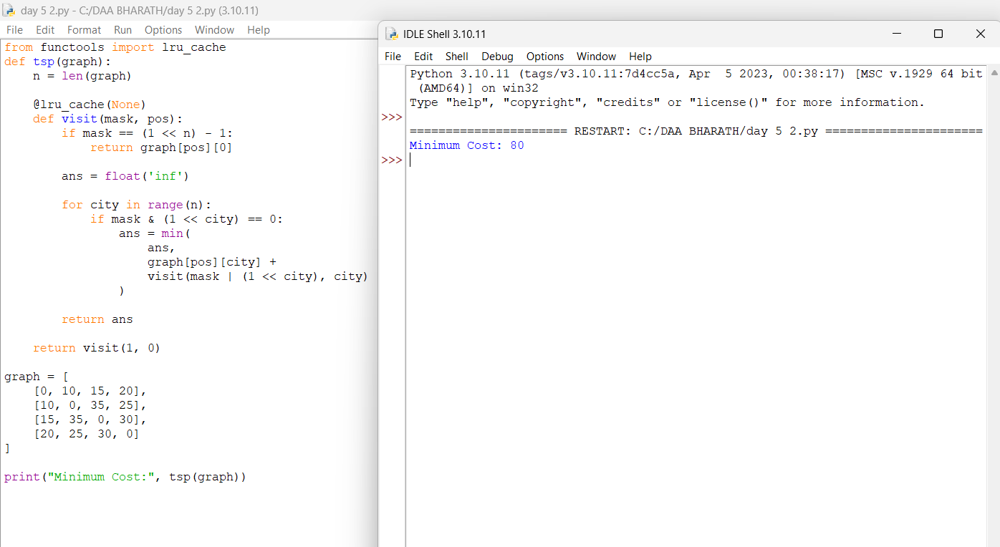 day 5 2.py - C:/DAA BHARATH/day 5 2.py (3.10.11)
File Edit Format Run Options Window Help
from functools import lru_cache
def tsp(graph):
    n = len(graph)

    @lru_cache(None)
    def visit(mask, pos):
        if mask == (1 << n) - 1:
            return graph[pos][0]

        ans = float('inf')

        for city in range(n):
            if mask & (1 << city) == 0:
                ans = min(
                    ans,
                    graph[pos][city] +
                    visit(mask | (1 << city), city)
                )

        return ans

    return visit(1, 0)

graph = [
    [0, 10, 15, 20],
    [10, 0, 35, 25],
    [15, 35, 0, 30],
    [20, 25, 30, 0]
]

print("Minimum Cost:", tsp(graph))
IDLE Shell 3.10.11
File Edit Shell Debug Options Window Help
Python 3.10.11 (tags/v3.10.11:7d4cc5a, Apr  5 2023, 00:38:17) [MSC v.1929 64 bit
 (AMD64)] on win32
Type "help", "copyright", "credits" or "license()" for more information.
>>>
====================== RESTART: C:/DAA BHARATH/day 5 2.py ======================
Minimum Cost: 80
>>>